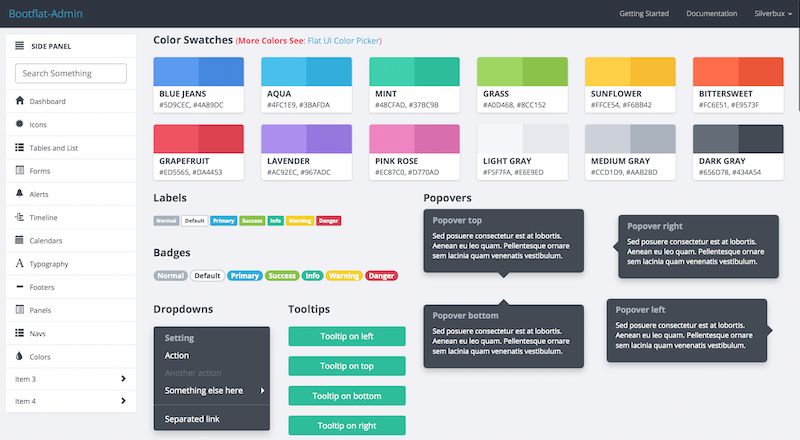 Bootflat-Admin
Getting Started
Documentation
Silverbux
SIDE PANEL
Search Something
Dashboard
Icons
Tables and List
Forms
Alerts
Timeline
Calendars
Typography
Footers
Panels
Navs
Colors
Item 3
Item 4
Color Swatches (More Colors See: Flat UI Color Picker)
BLUE JEANS
#5D9CEC, #4A89DC
AQUA
#4FC1E9, #3BAFDA
MINT
#48CFAD, #37BC9B
GRASS
#A0D468, #8CC152
SUNFLOWER
#FFCE54, #F6BB42
BITTERSWEET
#FC6E51, #E9573F
GRAPEFRUIT
#ED5565, #DA4453
LAVENDER
#AC92EC, #967ADC
PINK ROSE
#EC87C0, #D770AD
LIGHT GRAY
#F5F7FA, #E6E9ED
MEDIUM GRAY
#CCD1D9, #AAB2BD
DARK GRAY
#656D78, #434A54
Labels
Normal Default Primary Success Info Warning Danger
Badges
Normal Default Primary Success Info Warning Danger
Dropdowns
Setting
Action
Another action
Something else here
Separated link
Tooltips
Tooltip on left
Tooltip on top
Tooltip on bottom
Tooltip on right
Popovers
Popover top
Sed posuere consectetur est at lobortis.
Aenean eu leo quam. Pellentesque ornare
sem lacinia quam venenatis vestibulum.
Popover right
Sed posuere consectetur est at lobortis.
Aenean eu leo quam. Pellentesque ornare
sem lacinia quam venenatis vestibulum.
Popover bottom
Sed posuere consectetur est at lobortis.
Aenean eu leo quam. Pellentesque ornare
sem lacinia quam venenatis vestibulum.
Popover left
Sed posuere consectetur est at lobortis.
Aenean eu leo quam. Pellentesque ornare
sem lacinia quam venenatis vestibulum.